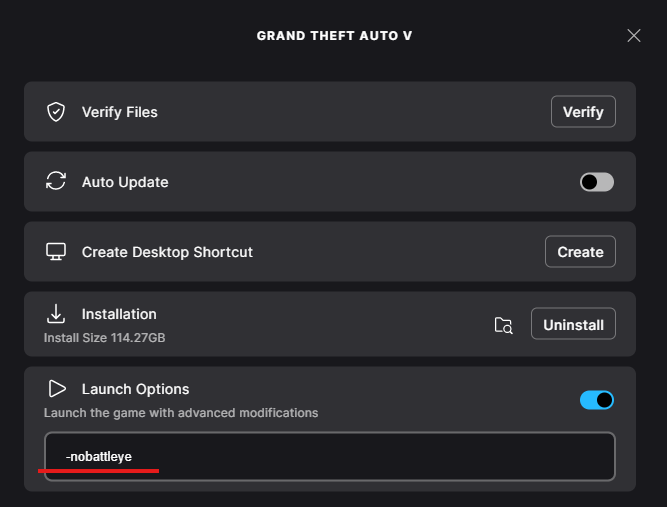 GRAND THEFT AUTO V
Verify Files
Verify
Auto Update
Create Desktop Shortcut
Create
Installation
Install Size 114.27GB
Uninstall
Launch Options
Launch the game with advanced modifications
-nobattleye